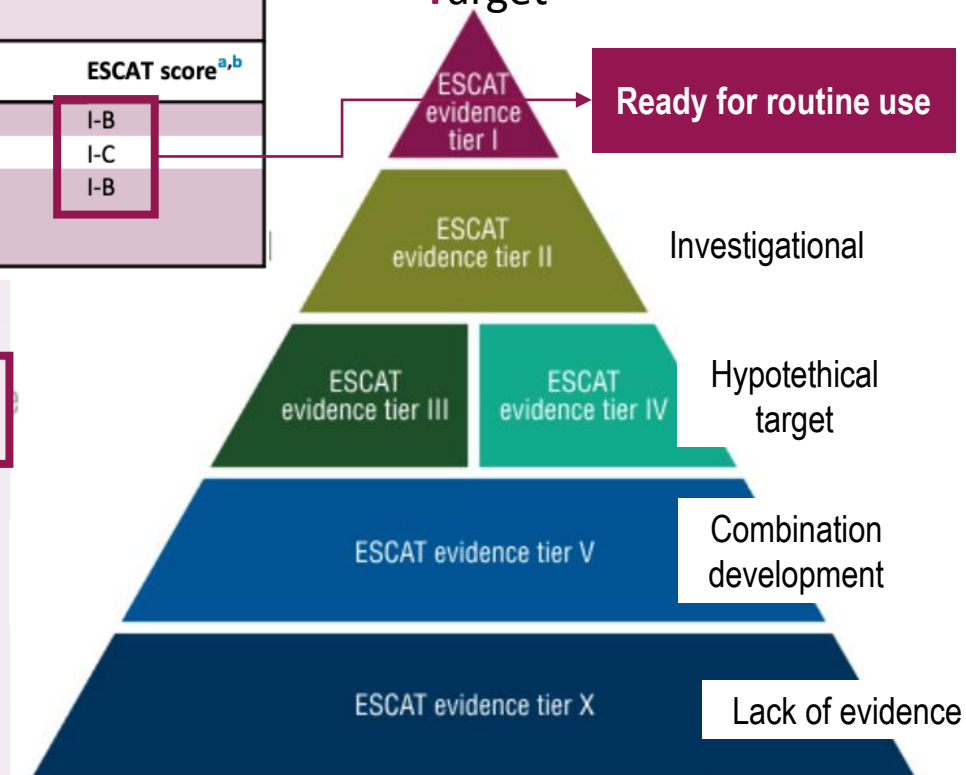 Target
ESCAT score a,b
I-B
I-C
I-B
ESCAT
evidence
tier I
Ready for routine use
ESCAT
evidence tier II
Investigational
ESCAT
evidence tier III
ESCAT
evidence tier IV
Hypotethical
target
ESCAT evidence tier V
Combination
development
ESCAT evidence tier X
Lack of evidence